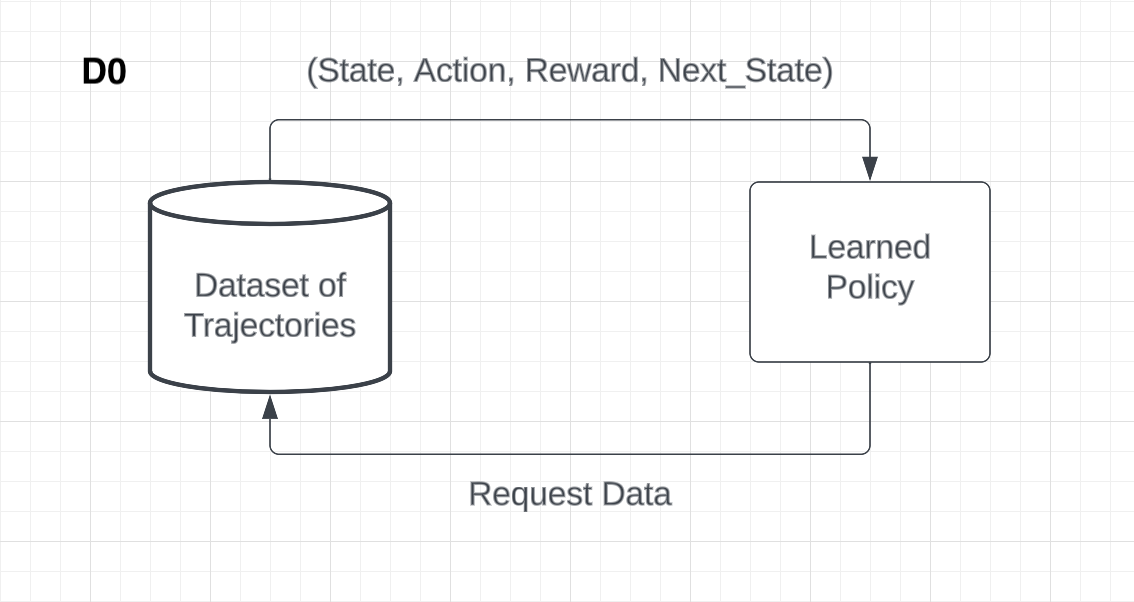 D0
(State, Action, Reward, Next_State)
Dataset of
Trajectories
Learned
Policy
Request Data